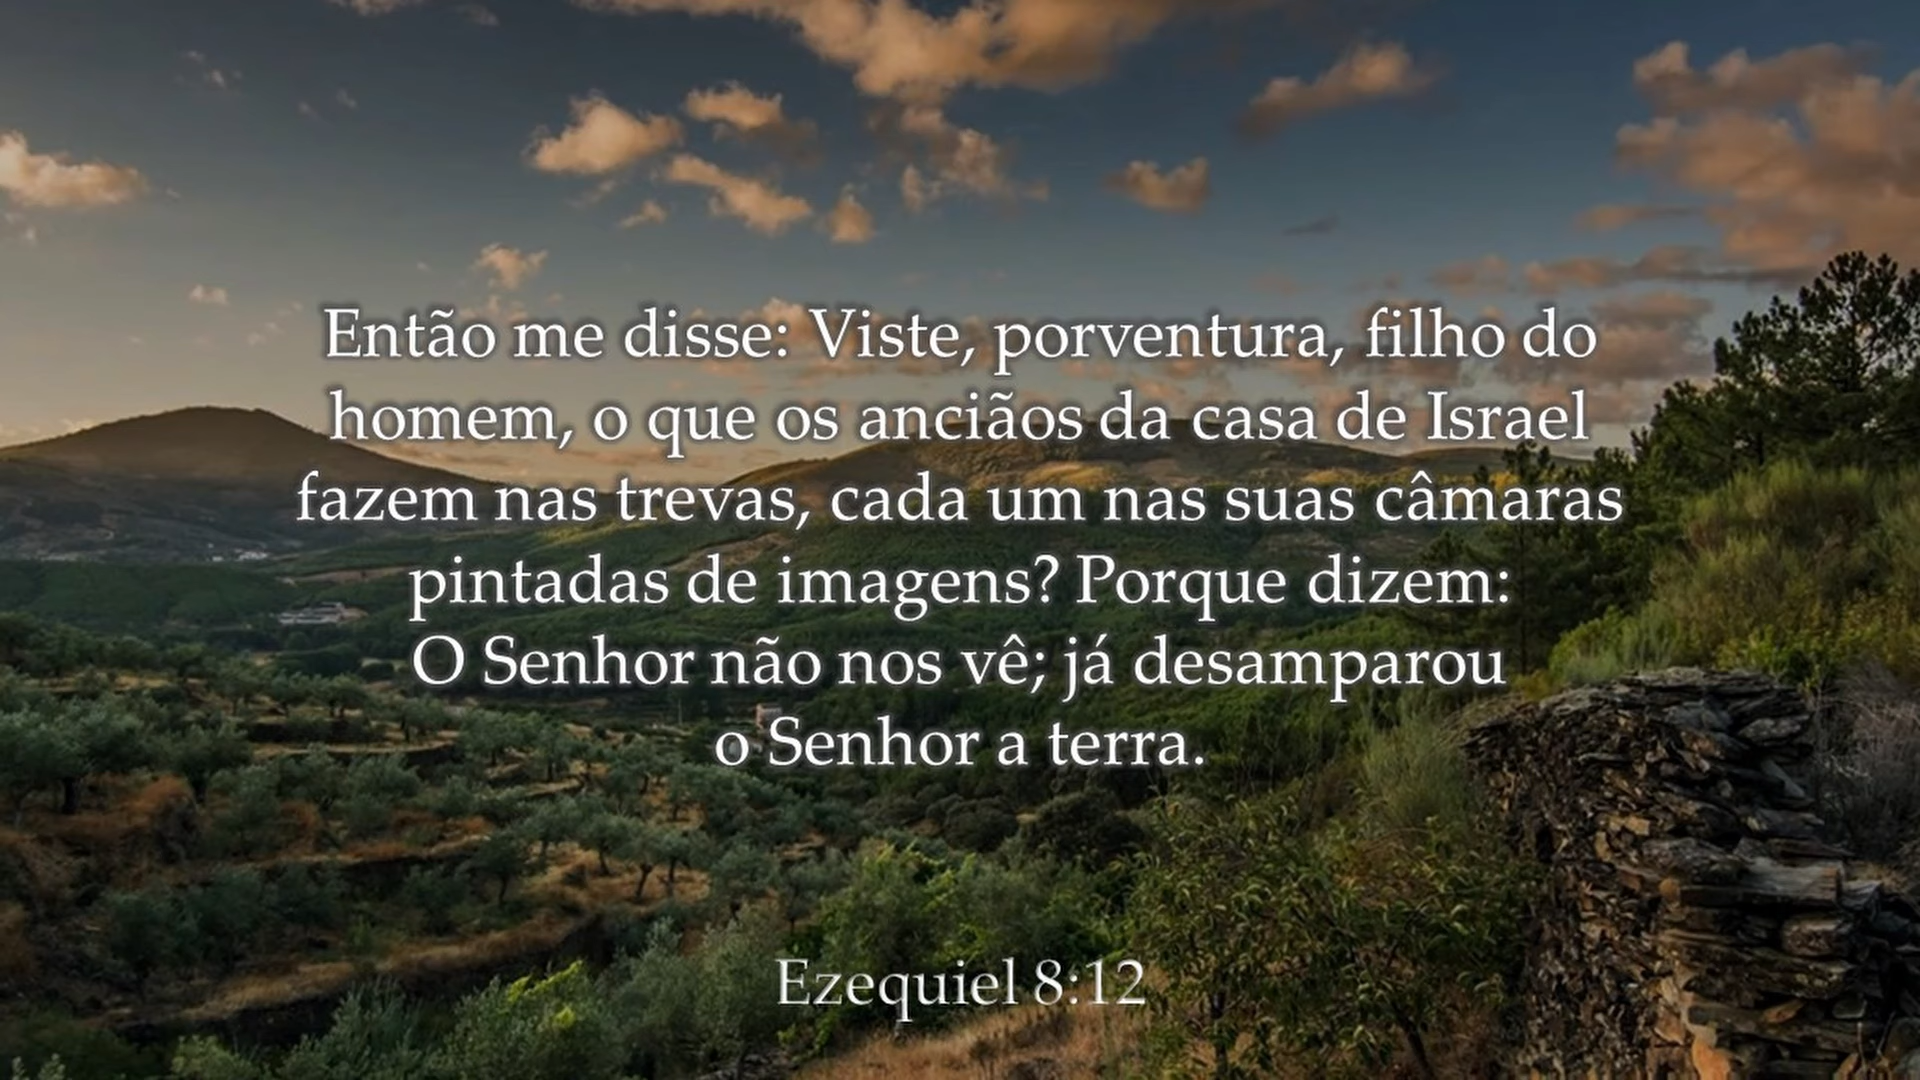 Então me disse: Viste, porventura, filho do
homem, o que os anciãos da casa de Israel
fazem nas trevas, cada um nas suas câmaras
pintadas de imagens? Porque dizem:
O Senhor não nos vê; já desamparou
o Senhor a terra.
Ezequiel 8:12